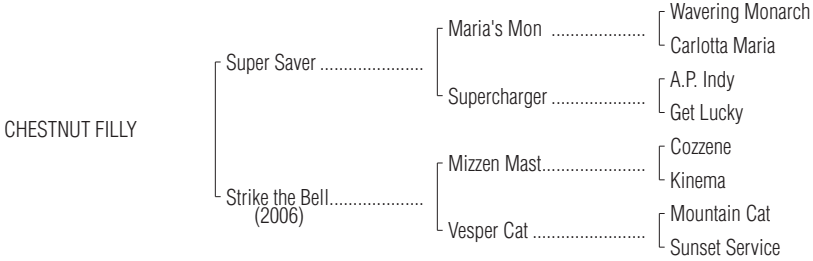 Wavering Monarch
Maria's Mon ....................
Carlotta Maria
Super Saver ......................
A.P. Indy
Supercharger ....................
Get Lucky
CHESTNUT FILLY
Cozzene
Mizzen Mast......................
Kinema
Strike the Bell....................
(2006)
Mountain Cat
Vesper Cat ........................
Sunset Service